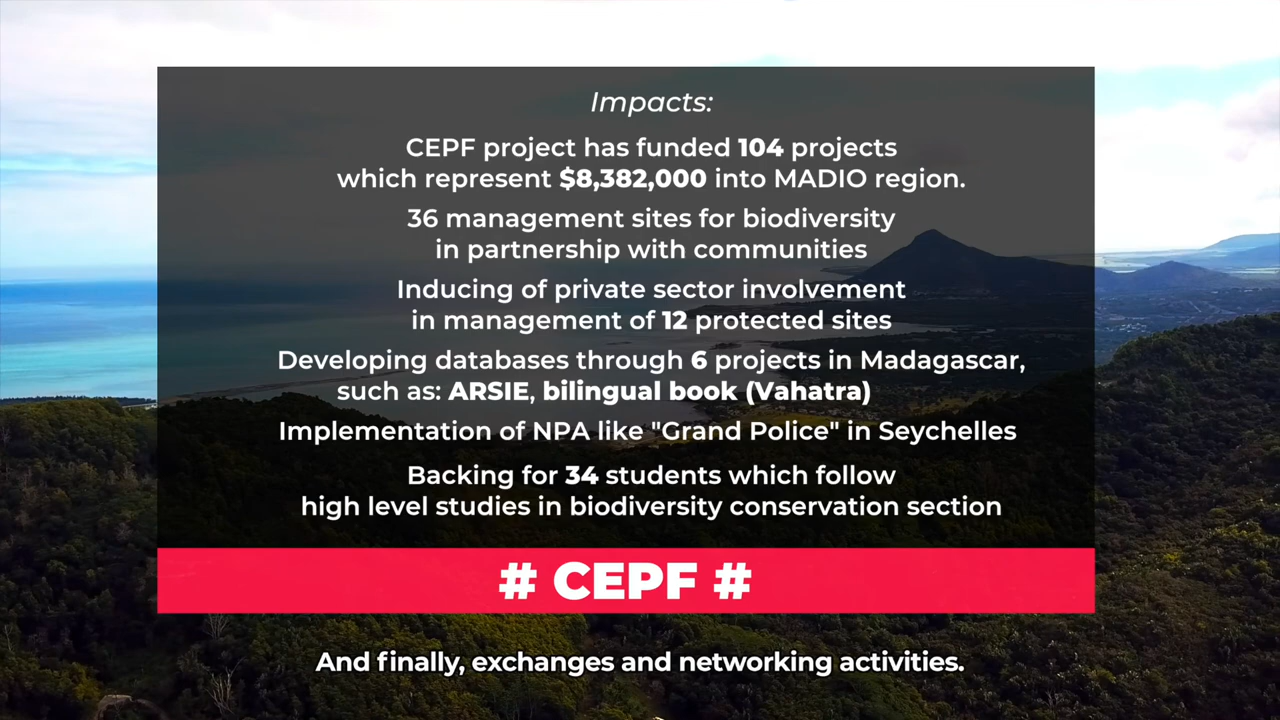 Impacts:
CEPF project has funded 104 projects
which represent $8,382,000 into MADIO region.
36 management sites for biodiversity
in partnership with communities
Inducing of private sector involvement
in management of 12 protected sites
Developing databases through 6 projects in Madagascar,
such as: ARSIE, bilingual book (Vahatra)
Implementation of NPA like "Grand Police" in Seychelles
Backing for 34 students which follow
high level studies in biodiversity conservation section
# CEPF #
And finally, exchanges and networking activities.